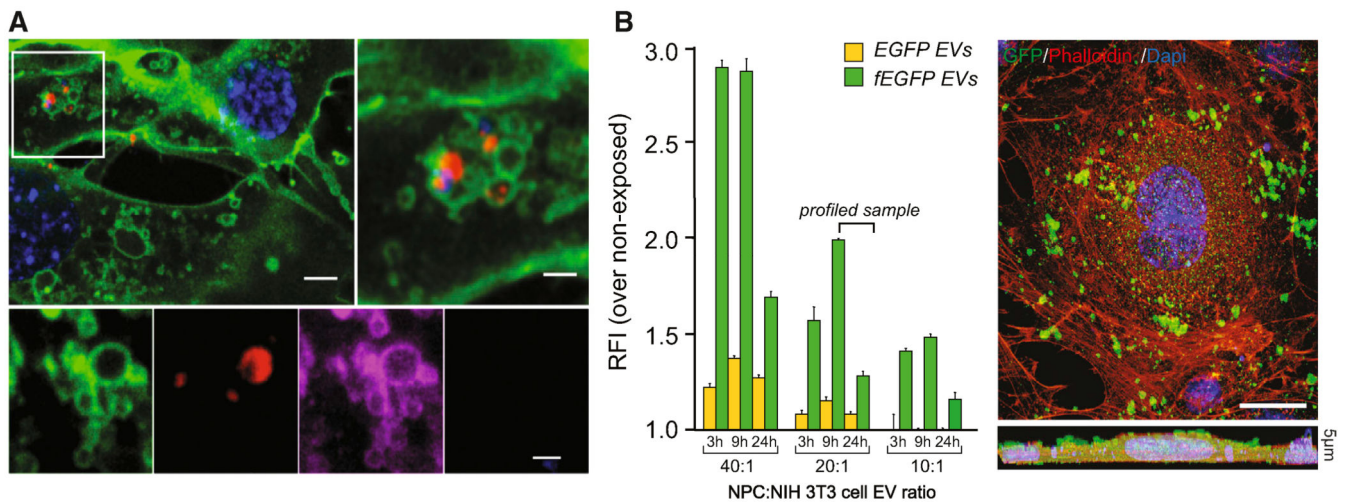 A
B
3.0
2.5
2.0
1.5
1.0
RFI (over non-exposed)
EGFP EVs
fEGFP EVs
profiled sample
3h 9h 24h 3h 9h 24h 3h 9h 24h
40:1 20:1 10:1
NPC:NIH 3T3 cell EV ratio
GFP/Phalloidin /Dapi
5μm